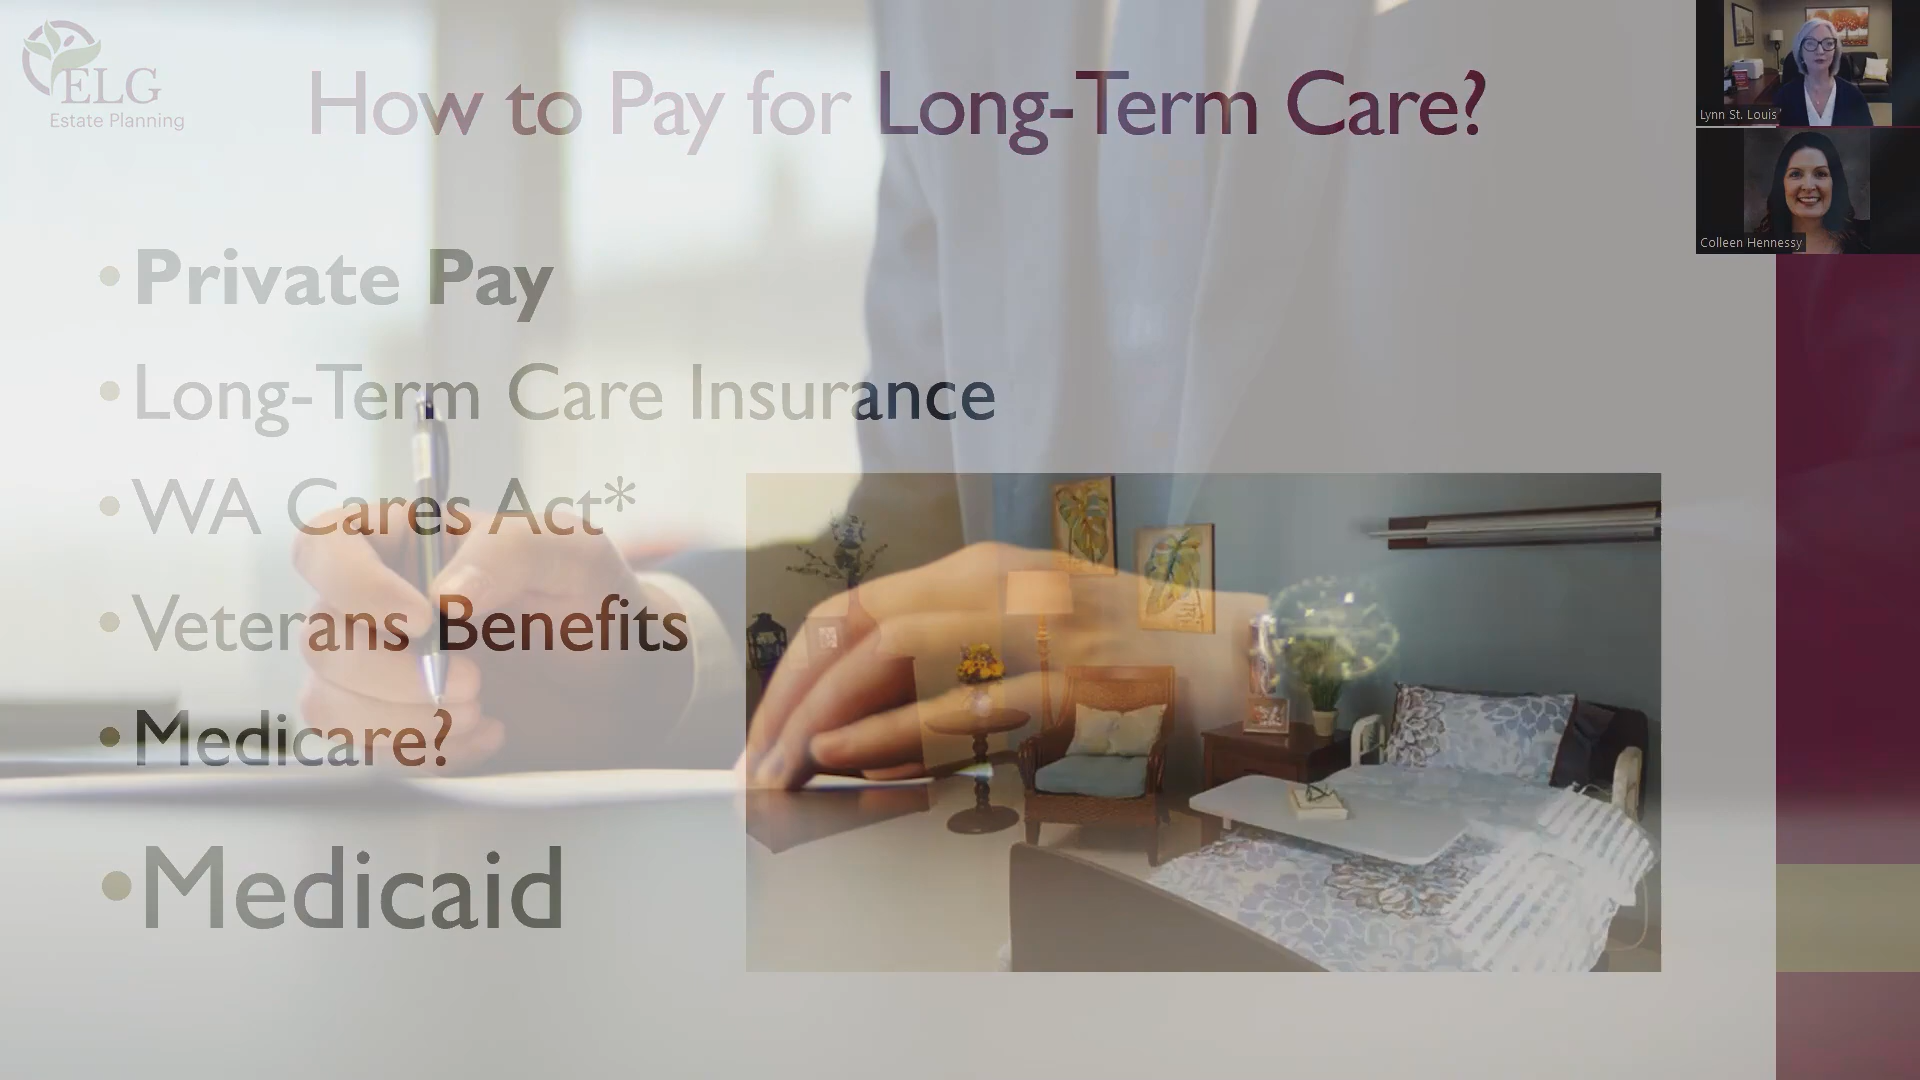 ELG
Estate Planning
How to Pay for Long-Term Care?
Lynn St. Louis
Colleen Hennessy
• Private Pay
• Long-Term Care Insurance
• WA Cares Act*
• Veterans Benefits
• Medicare?
• Medicaid